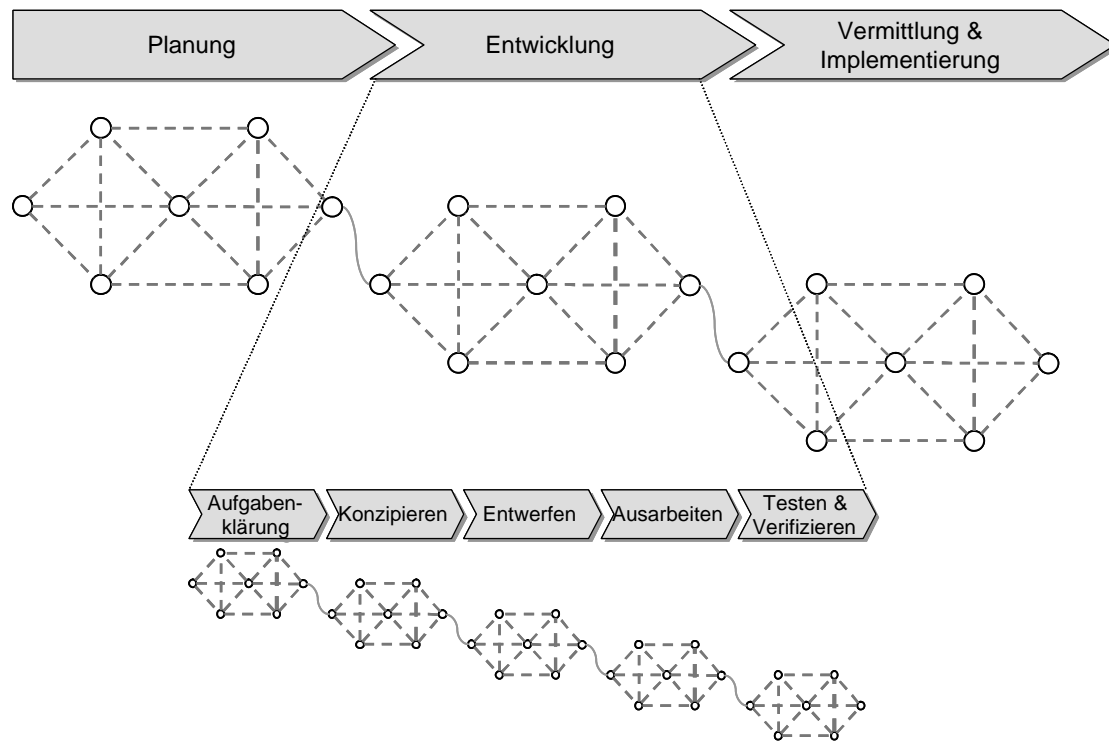 Planung
Entwicklung
Vermittlung &
Implementierung
Aufgaben-
klärung
Konzipieren
Entwerfen
Ausarbeiten
Testen &
Verifizieren